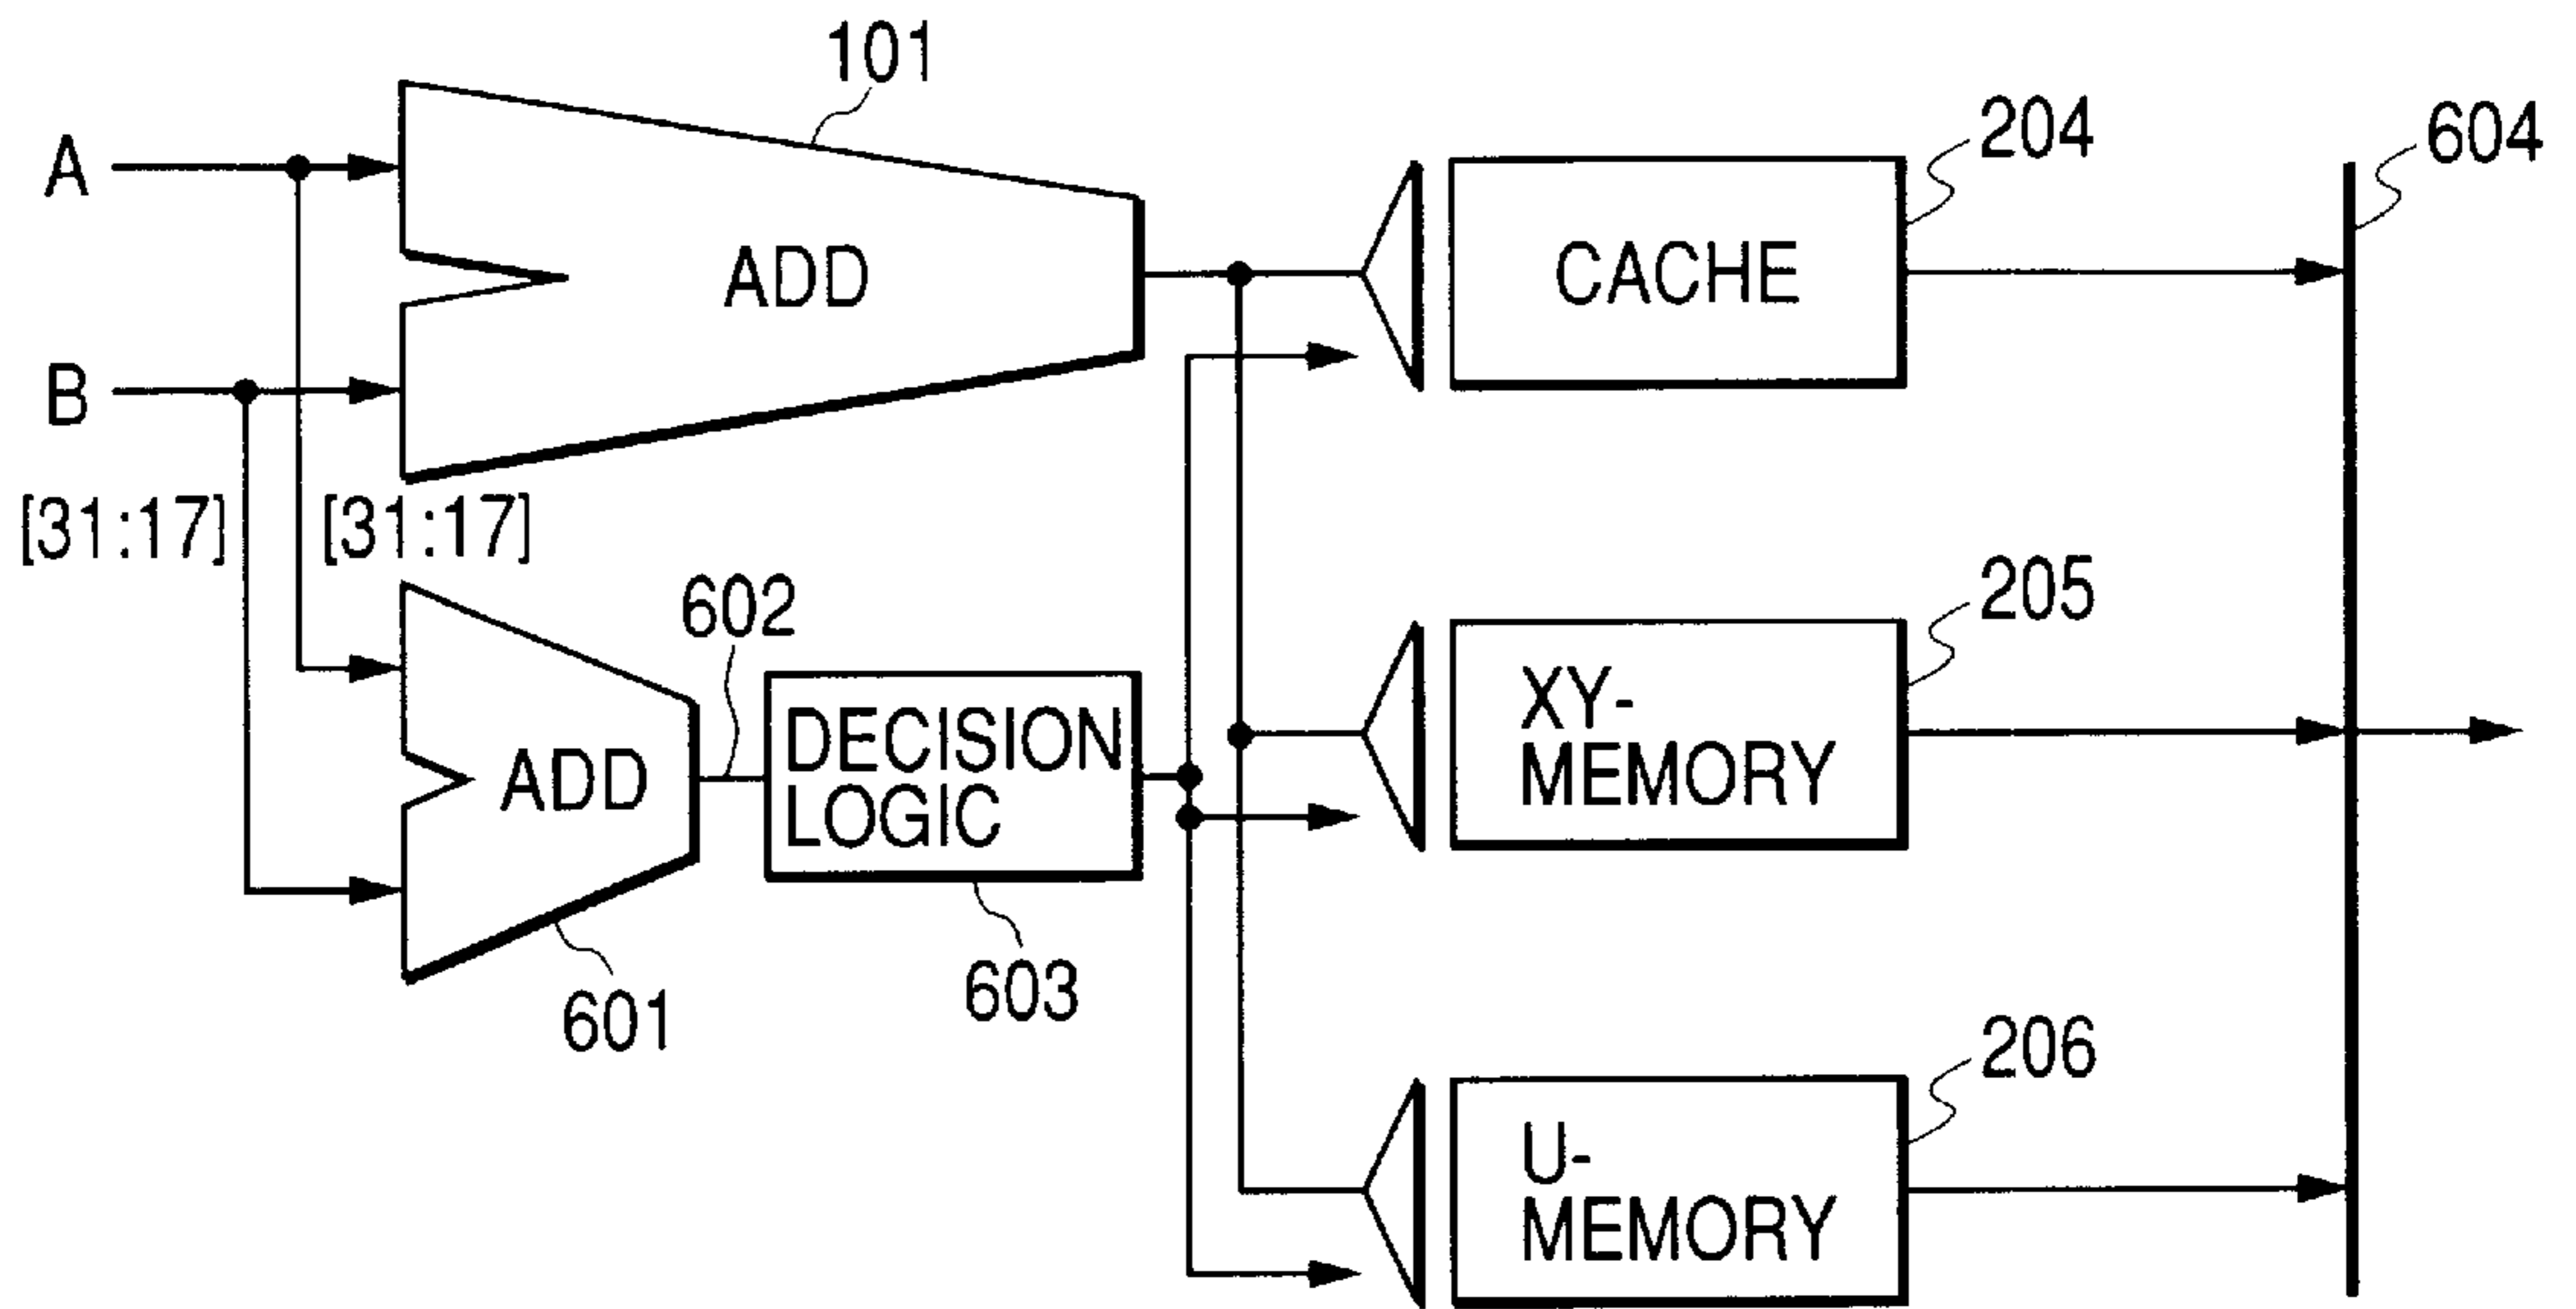 101
A
ADD
204
CACHE
604
B
[31:17]
[31:17]
602
205
XY-
MEMORY
ADD
DECISION
LOGIC
601
603
206
U-
MEMORY